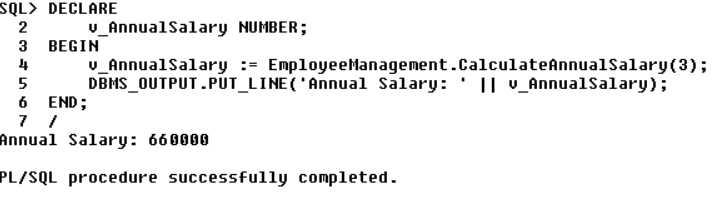 SQL> DECLARE
  2      v_AnnualSalary NUMBER;
  3  BEGIN
  4      v_AnnualSalary := EmployeeManagement.CalculateAnnualSalary(3);
  5      DBMS_OUTPUT.PUT_LINE('Annual Salary: ' || v_AnnualSalary);
  6  END;
  7  /
Annual Salary: 660000
PL/SQL procedure successfully completed.